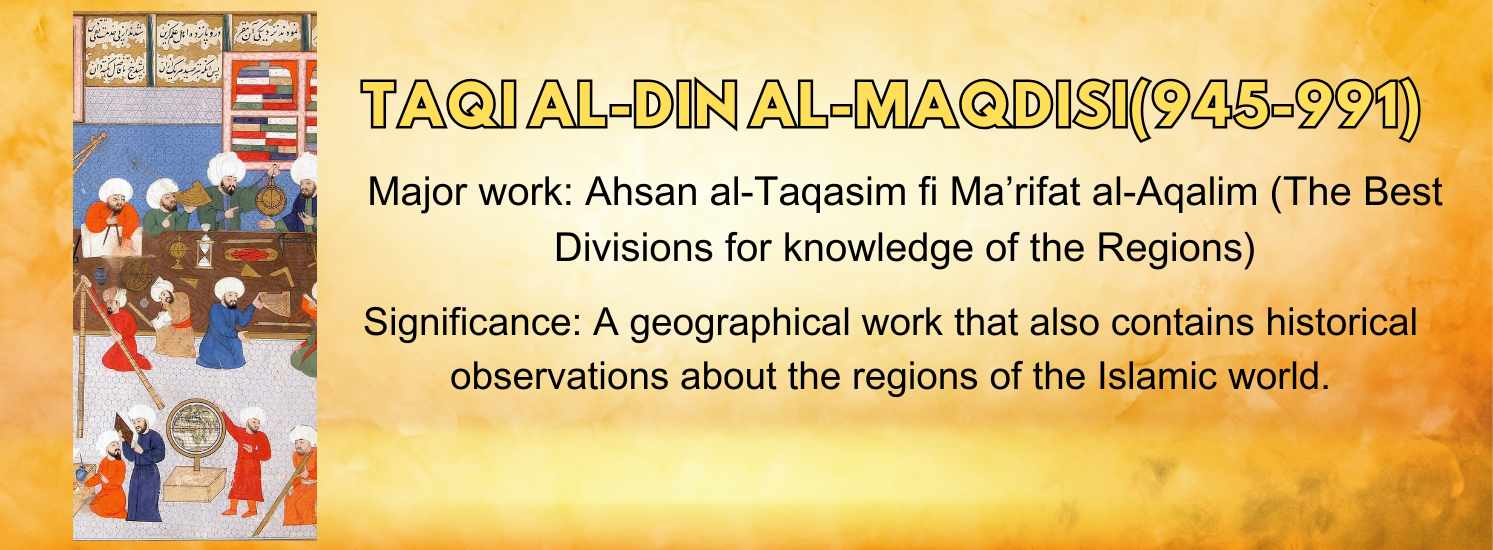 TAQI AL-DIN AL-MAQDISI(945-991)
Major work: Ahsan al-Taqasim fi Ma’rifat al-Aqalim (The Best
Divisions for knowledge of the Regions)
Significance: A geographical work that also contains historical
observations about the regions of the Islamic world.